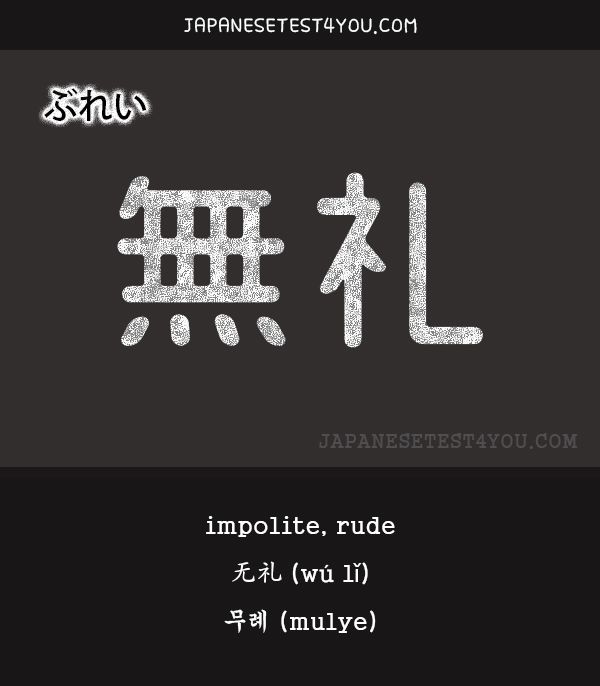 JAPANESETEST4YOU.COM
ぶれい
無礼
JAPANESETEST4YOU.COM
impolite, rude
无礼 (wú lǐ)
무례 (mulye)